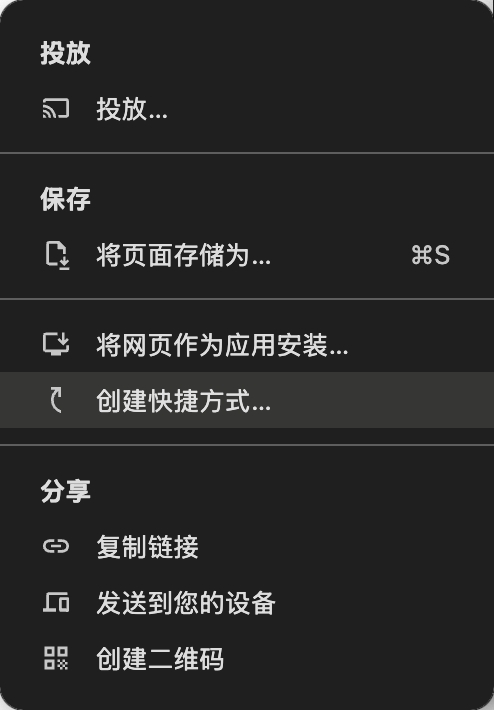 投放
投放...
保存
将页面存储为... ⌘S
将网页作为应用安装...
创建快捷方式...
分享
复制链接
发送到您的设备
创建二维码